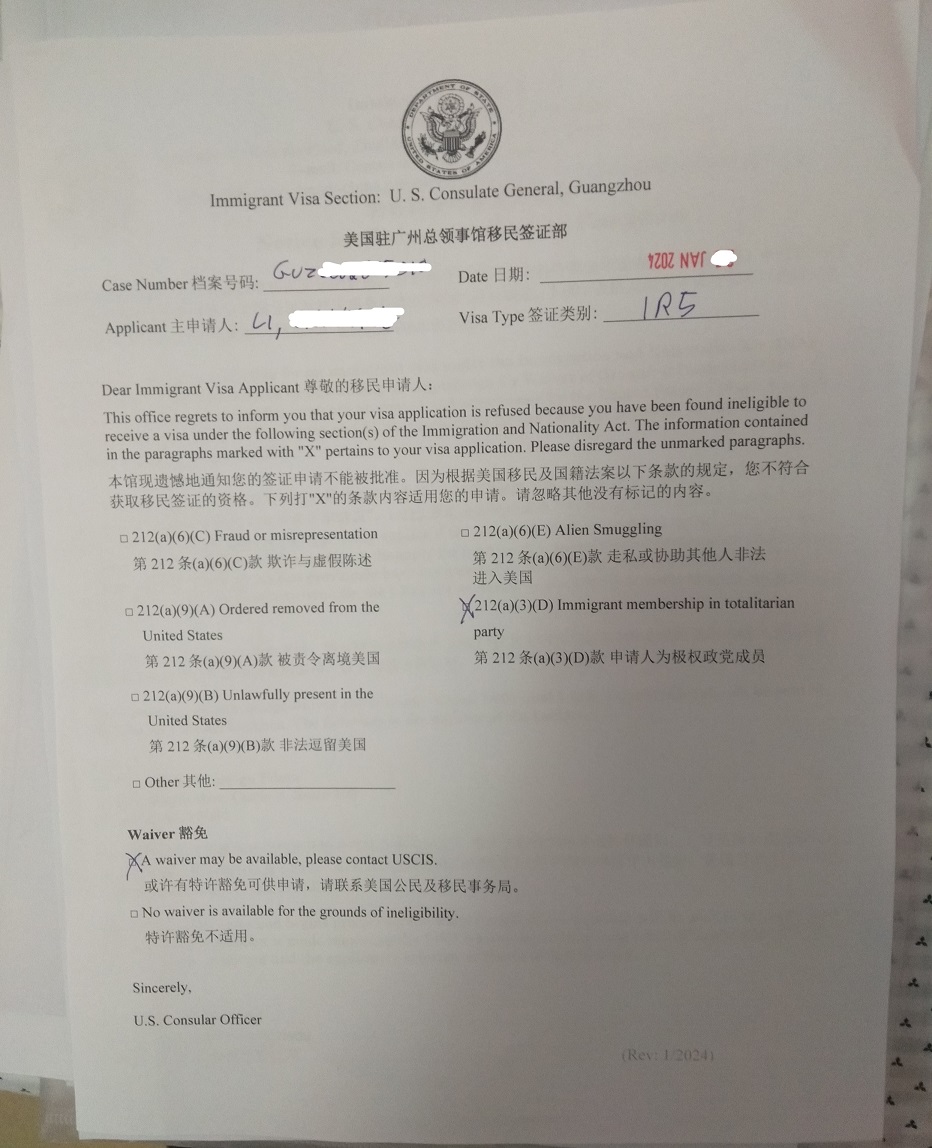 DEPARTMENT OF STATE
UNITED STATES OF AMERICA
Immigrant Visa Section: U. S. Consulate General, Guangzhou
美国驻广州总领事馆移民签证部
Case Number 档案号码: GUZ
Date 日期: JAN 2024
Applicant 主申请人: LI,
Visa Type 签证类别: IR5
Dear Immigrant Visa Applicant 尊敬的移民申请人:
This office regrets to inform you that your visa application is refused because you have been found ineligible to
receive a visa under the following section(s) of the Immigration and Nationality Act. The information contained
in the paragraphs marked with "X" pertains to your visa application. Please disregard the unmarked paragraphs.
本馆现遗憾地通知您的签证申请不能被批准。因为根据美国移民及国籍法案以下条款的规定，您不符合
获取移民签证的资格。下列打"X"的条款内容适用您的申请。请忽略其他没有标记的内容。
□ 212(a)(6)(C) Fraud or misrepresentation
第 212 条(a)(6)(C)款 欺诈与虚假陈述
□ 212(a)(9)(A) Ordered removed from the
United States
第 212 条(a)(9)(A)款 被责令离境美国
□ 212(a)(9)(B) Unlawfully present in the
United States
第 212 条(a)(9)(B)款 非法逗留美国
□ Other 其他:
□ 212(a)(6)(E) Alien Smuggling
第 212 条(a)(6)(E)款 走私或协助其他人非法
进入美国
X 212(a)(3)(D) Immigrant membership in totalitarian
party
第 212 条(a)(3)(D)款 申请人为极权政党成员
Waiver 豁免
X A waiver may be available, please contact USCIS.
或许有特许豁免可供申请，请联系美国公民及移民事务局。
□ No waiver is available for the grounds of ineligibility.
特许豁免不适用。
Sincerely,
U.S. Consular Officer
(Rev: 1/2024)